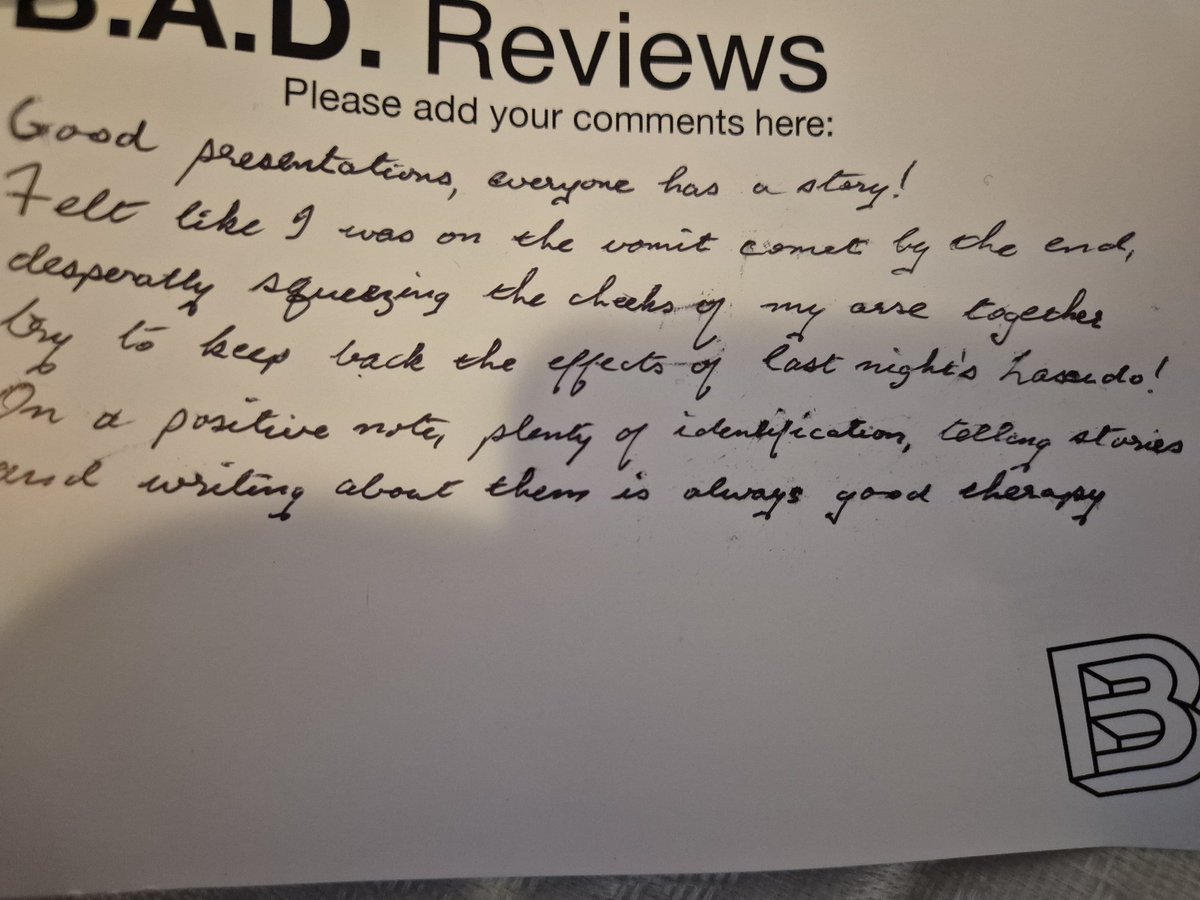 B.A.D. Reviews
Please add your comments here:
Good presentations, everyone has a story!
Felt like I was on the vomit comet by the end,
desperatly squeezing the cheeks of my arse together
try to keep back the effects of last night's
On a positive note, plenty of identification, telling stories
and writing about them is always good therapy
B